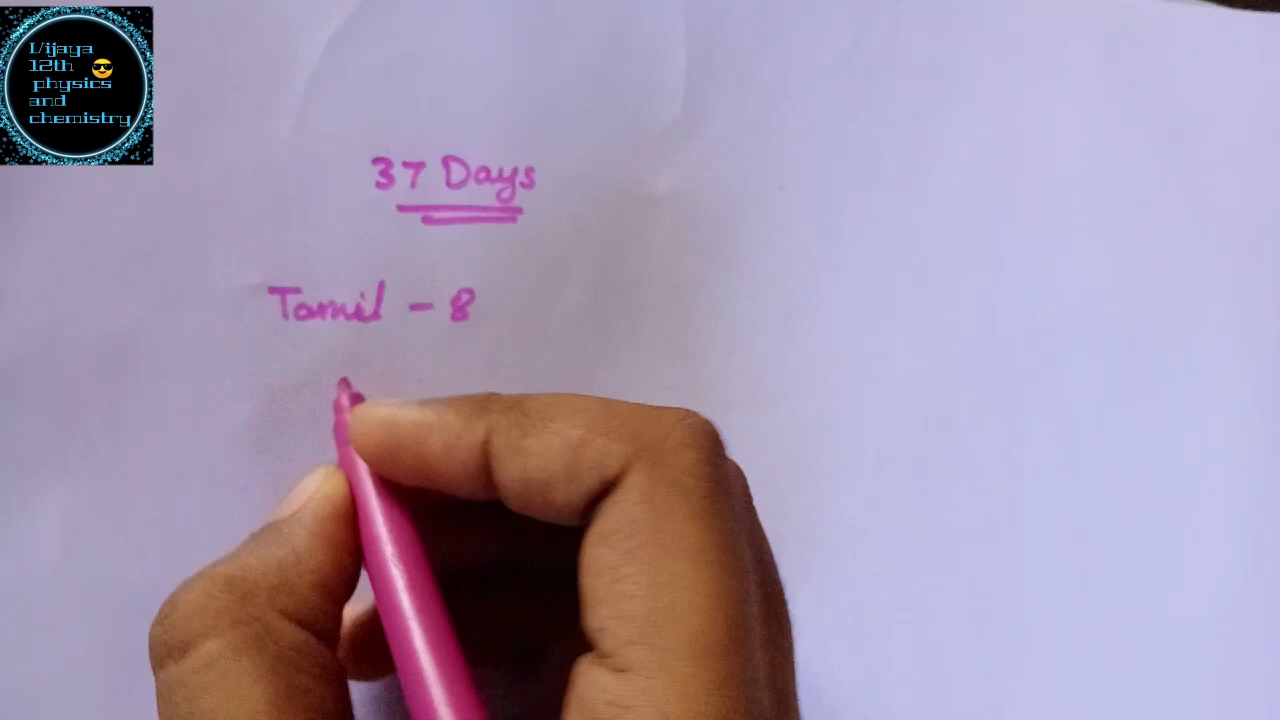 Vijaya
12th 😎
physics
and
chemistry
37 Days
Tamil - 8